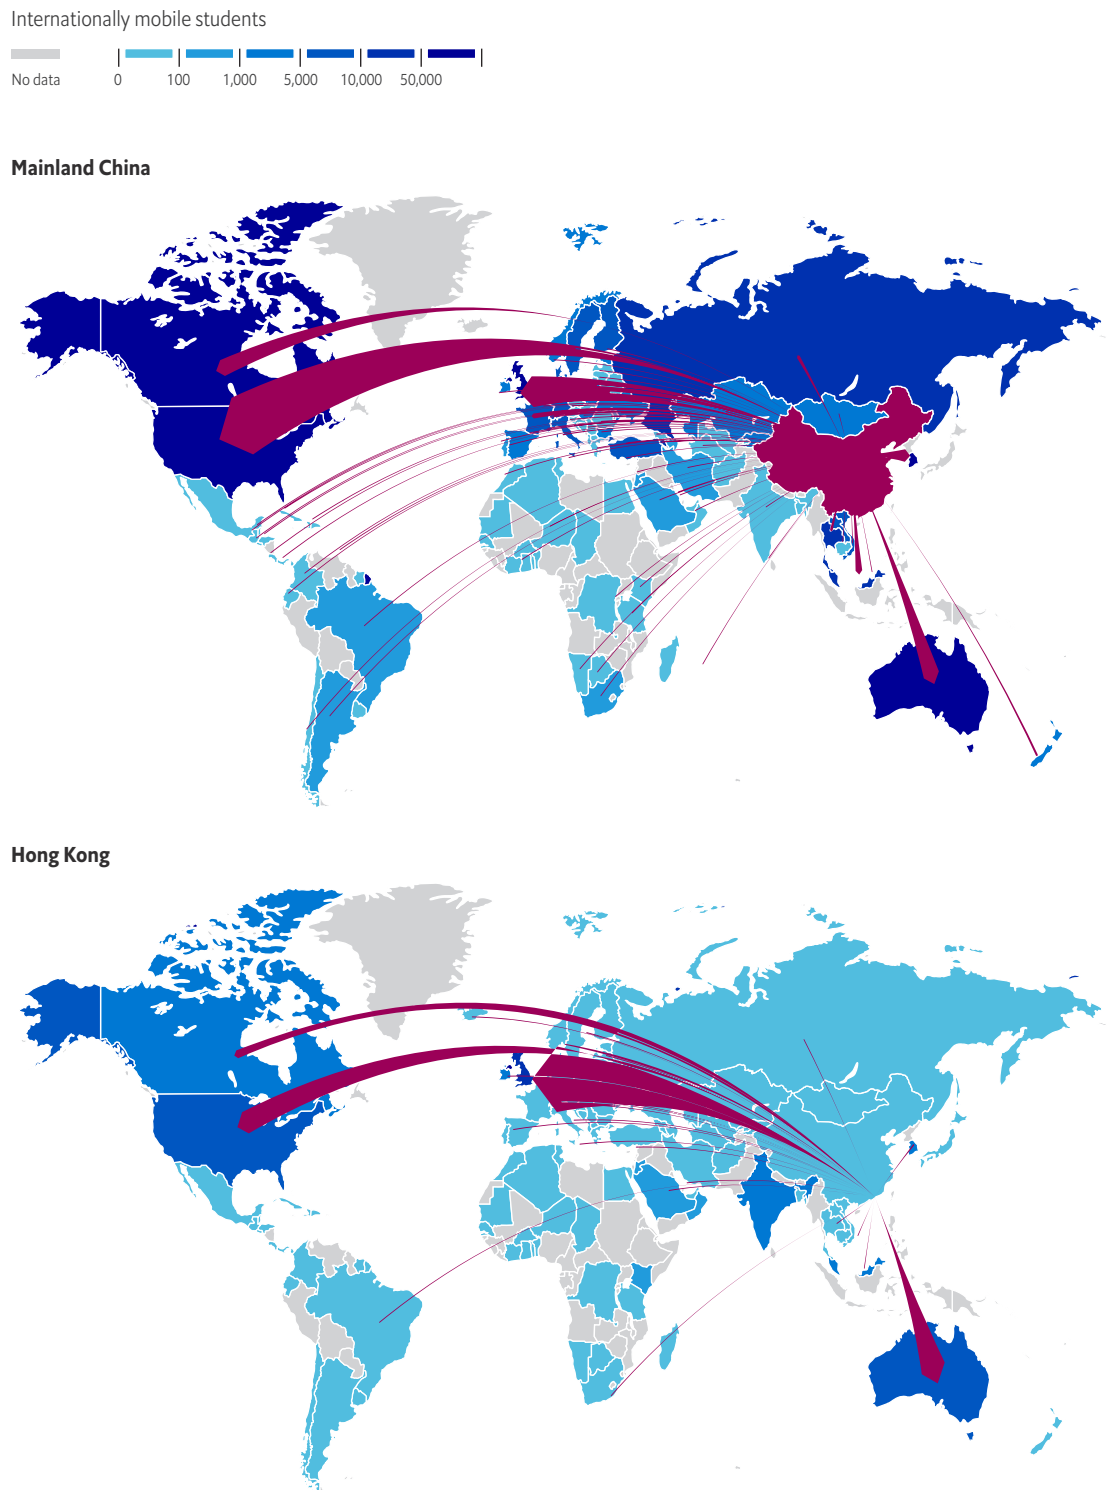 Internationally mobile students
No data 0 100 1,000 5,000 10,000 50,000
Mainland China
Hong Kong